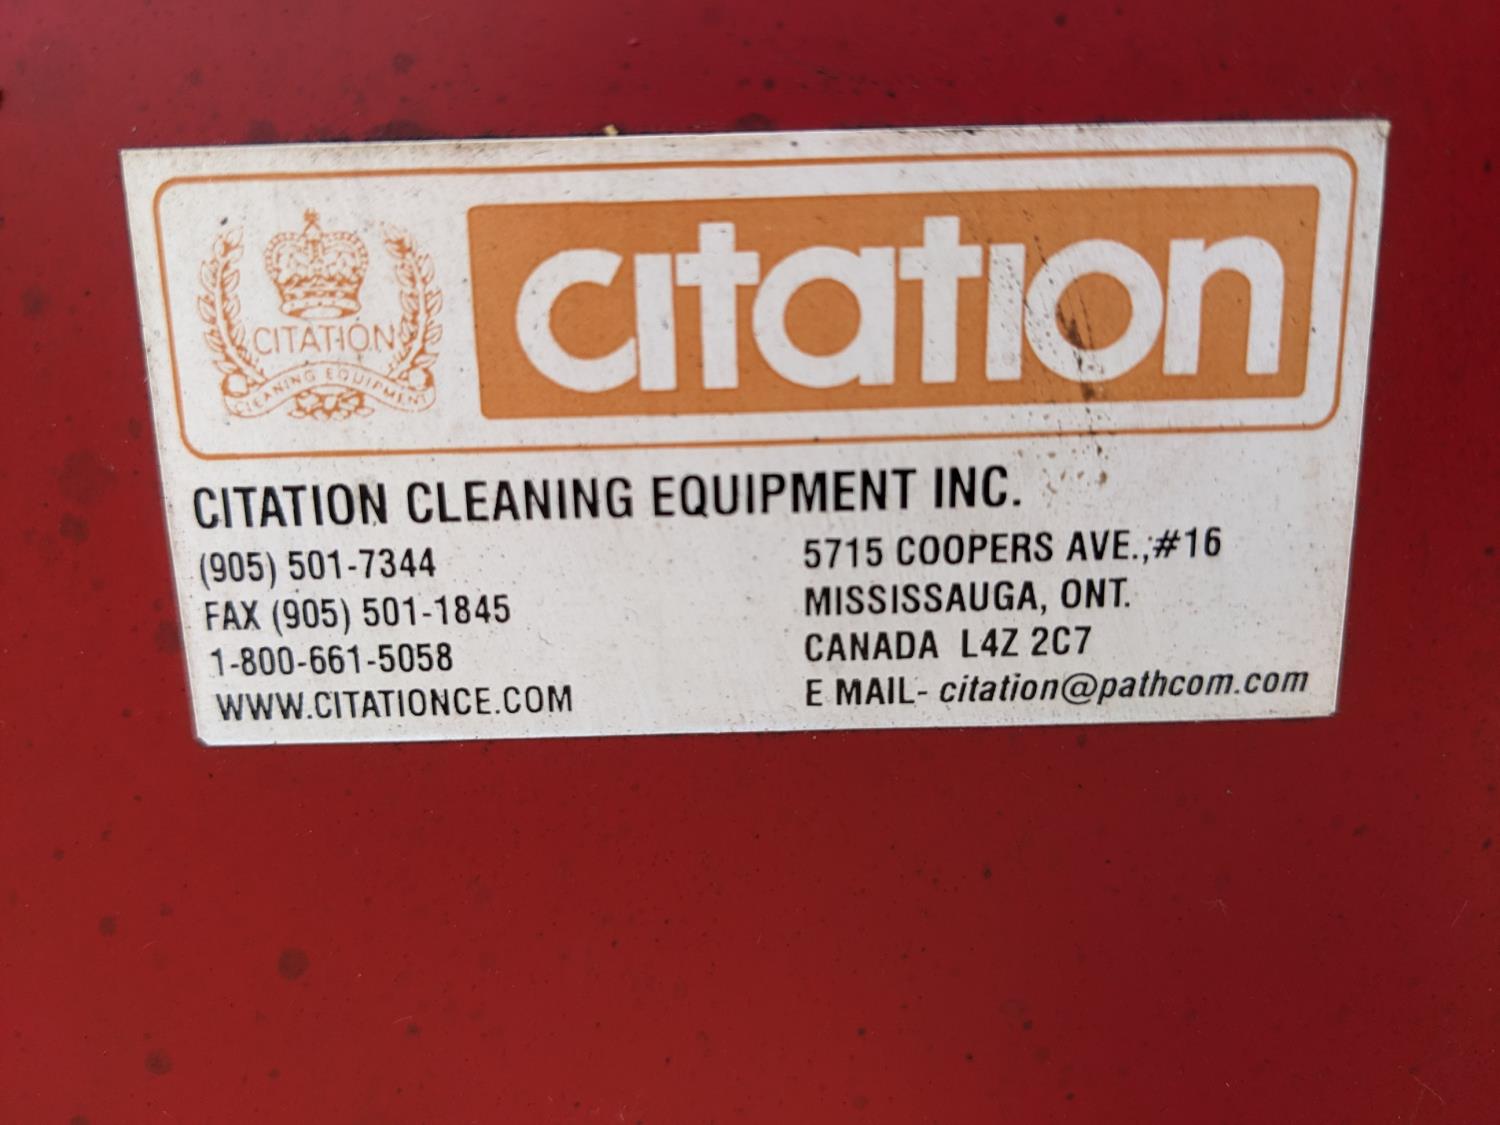 CITATION
CLEANING EQUIPMENT
citation
CITATION CLEANING EQUIPMENT INC.
(905) 501-7344
FAX (905) 501-1845
1-800-661-5058
WWW.CITATIONCE.COM
5715 COOPERS AVE., #16
MISSISSAUGA, ONT.
CANADA L4Z 2C7
E MAIL- citation@pathcom.com